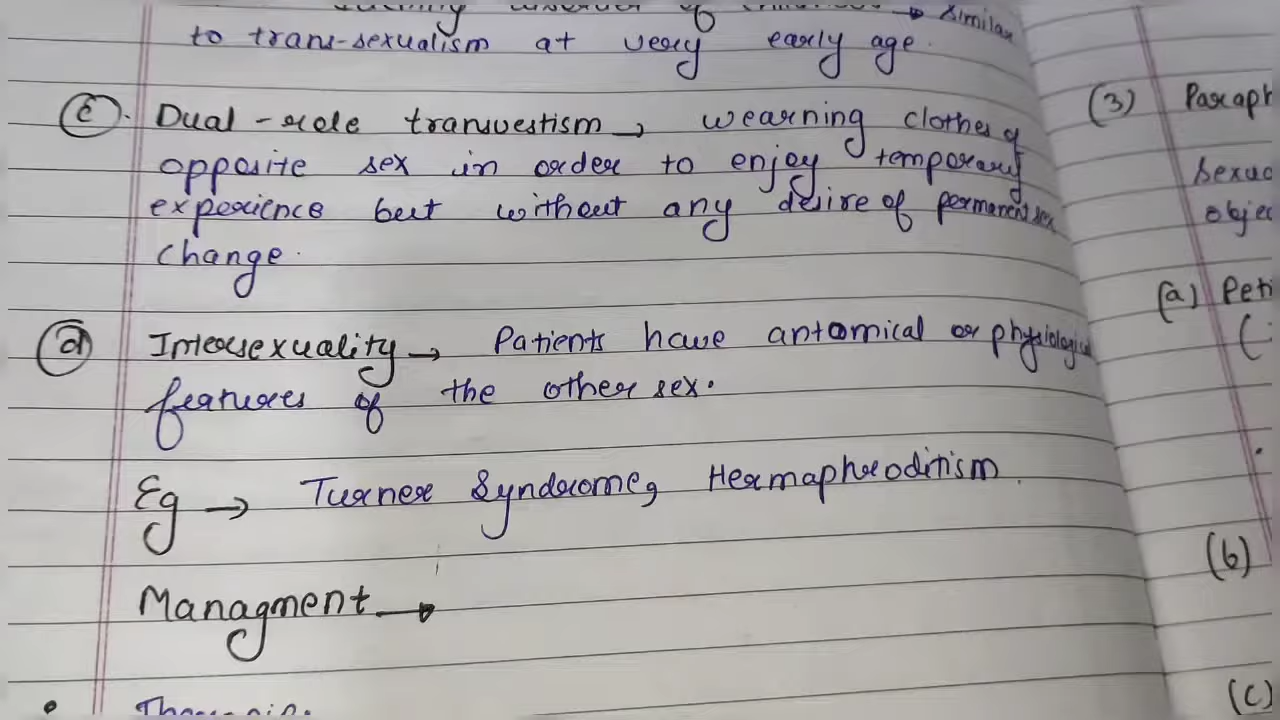 similar
to trans-sexualism at very early age.
(c). Dual-role transvestism → wearning clothes of
opposite sex in order to enjoy temporary
experience but without any desire of permanent sex
change.
(d) Intersexuality → Patients have antomical or physiological
features of the other sex.
Eg → Turner Syndrome, Hermaphroditism.
Managment →
(3) Paraph
sexua
objec
(a) Peti
(b)
(c)